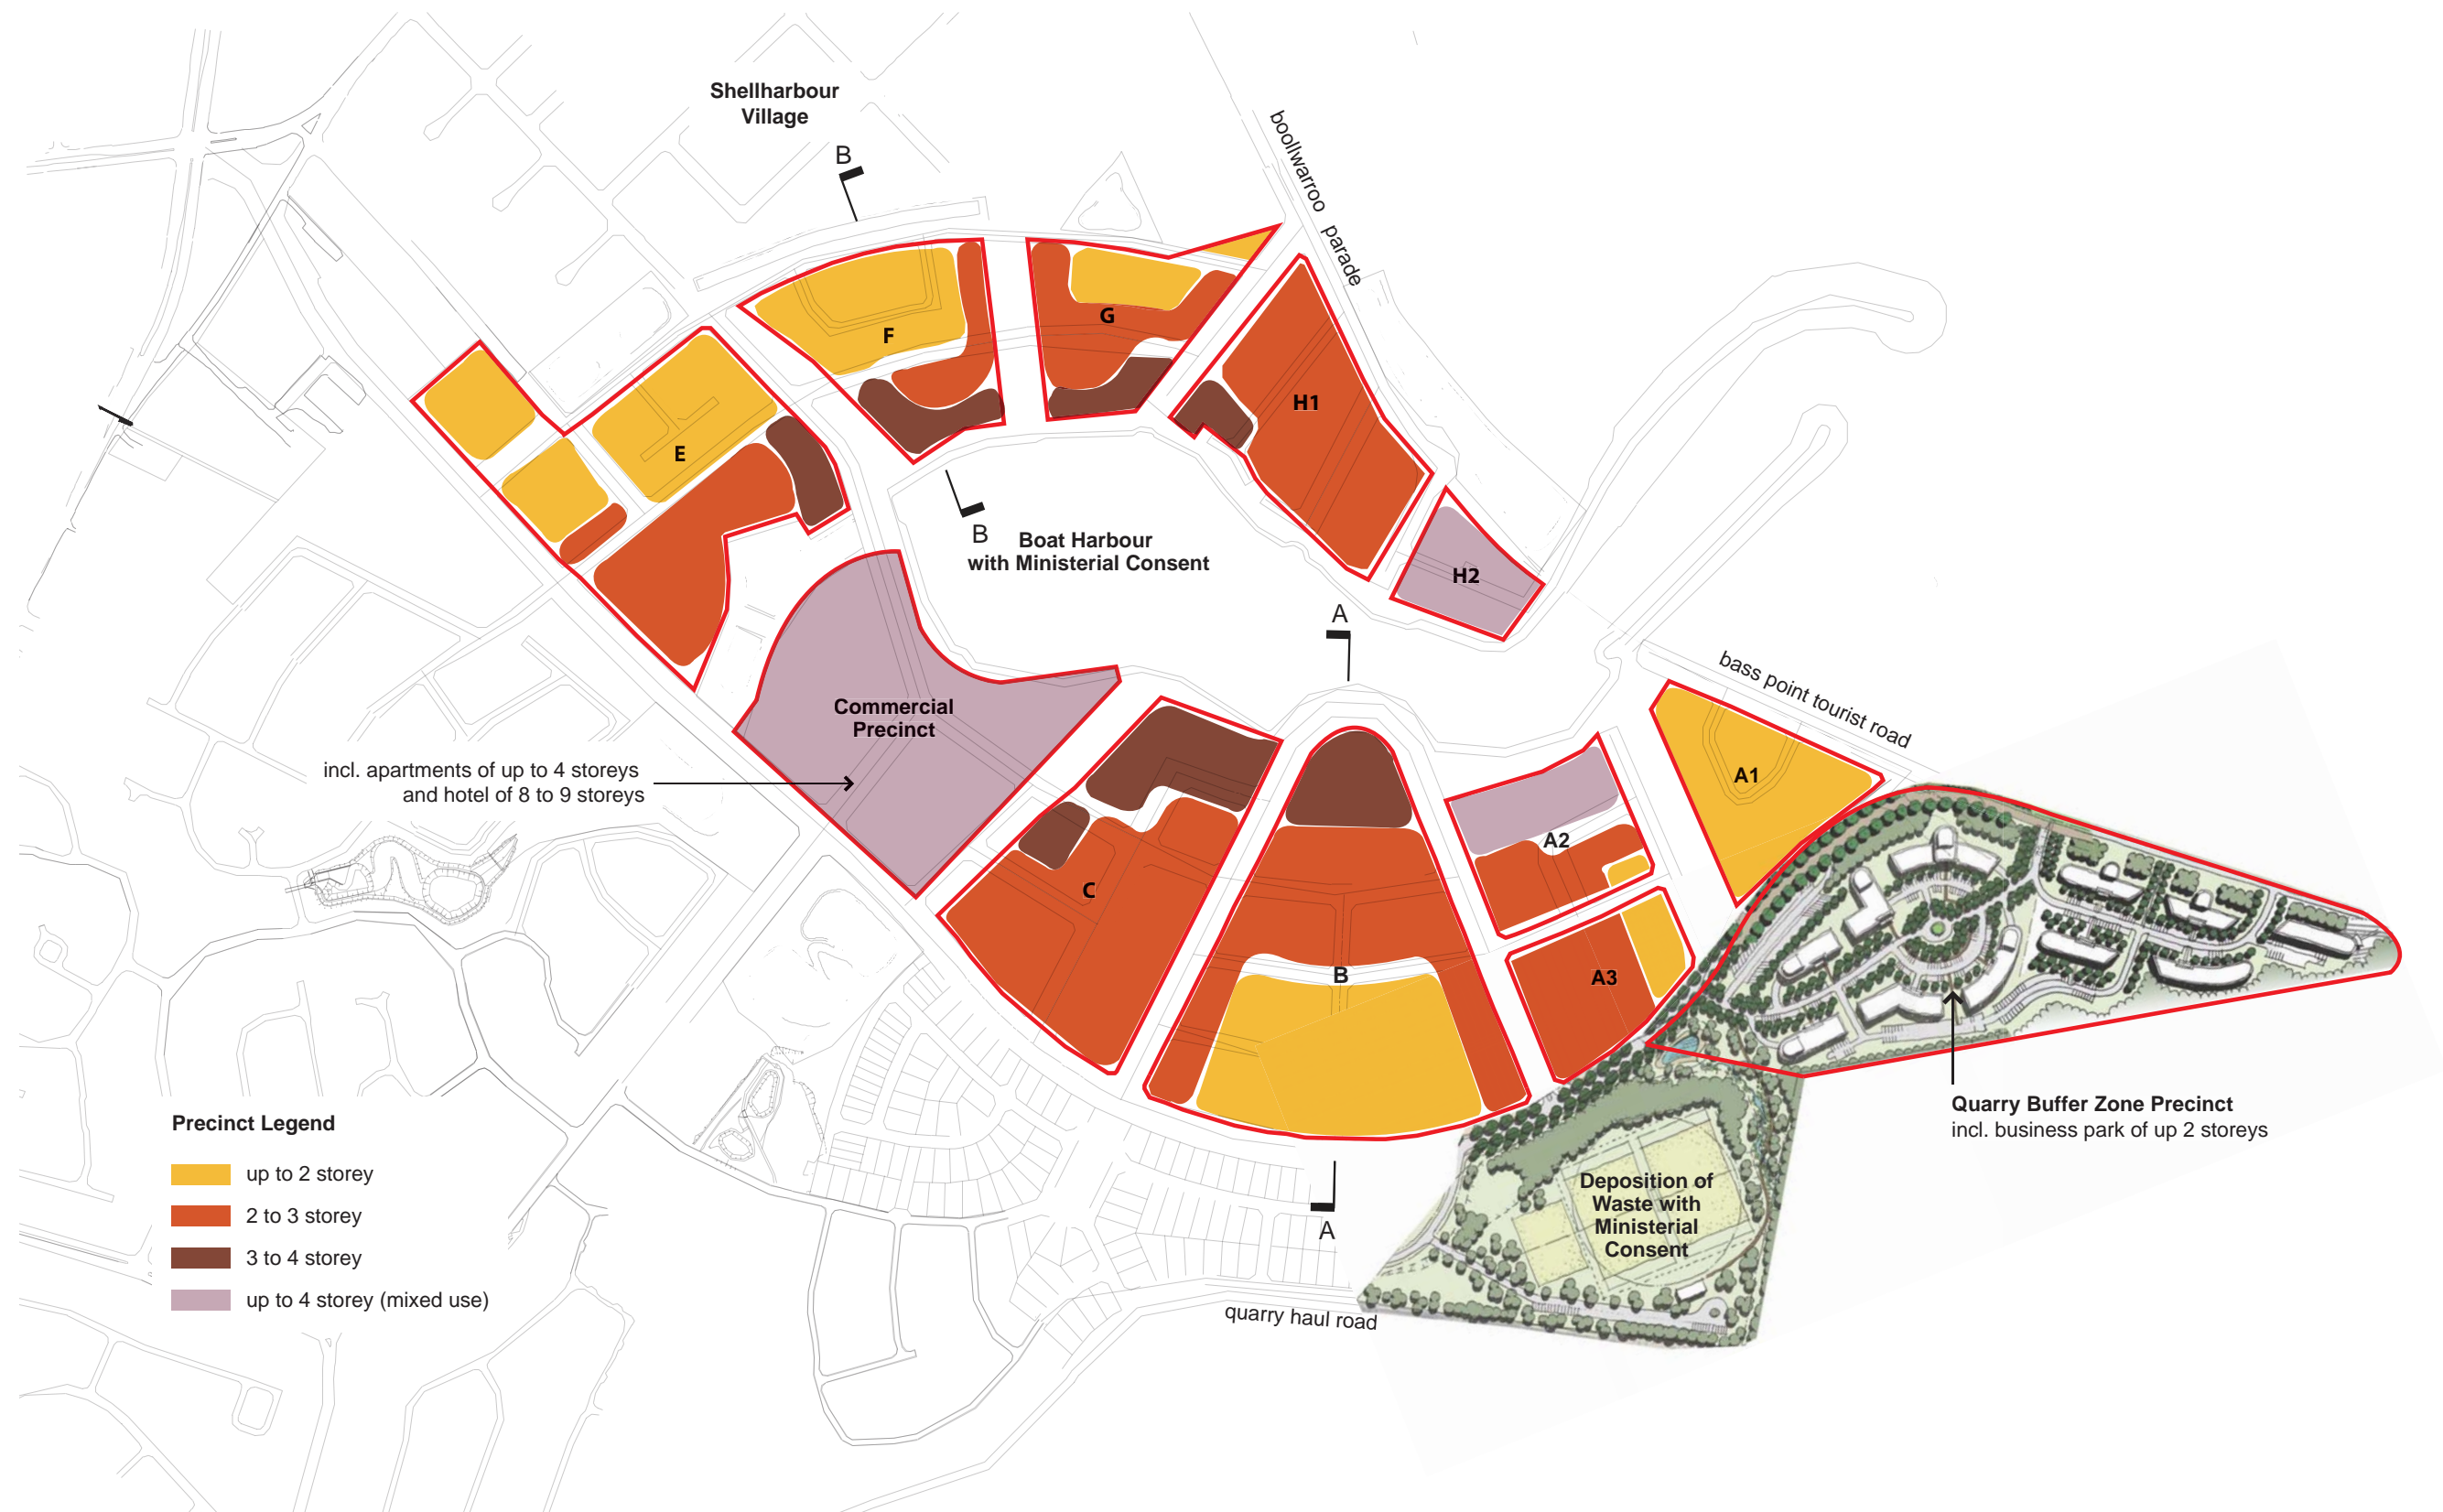 Shellharbour
Village
B
boollwarroo parade
F
G
H1
E
B
Boat Harbour
with Ministerial Consent
H2
A
bass point tourist road
Commercial
Precinct
incl. apartments of up to 4 storeys
and hotel of 8 to 9 storeys
A1
A2
C
B
A3
Quarry Buffer Zone Precinct
incl. business park of up 2 storeys
Deposition of
Waste with
Ministerial
Consent
A
quarry haul road
Precinct Legend
up to 2 storey
2 to 3 storey
3 to 4 storey
up to 4 storey (mixed use)